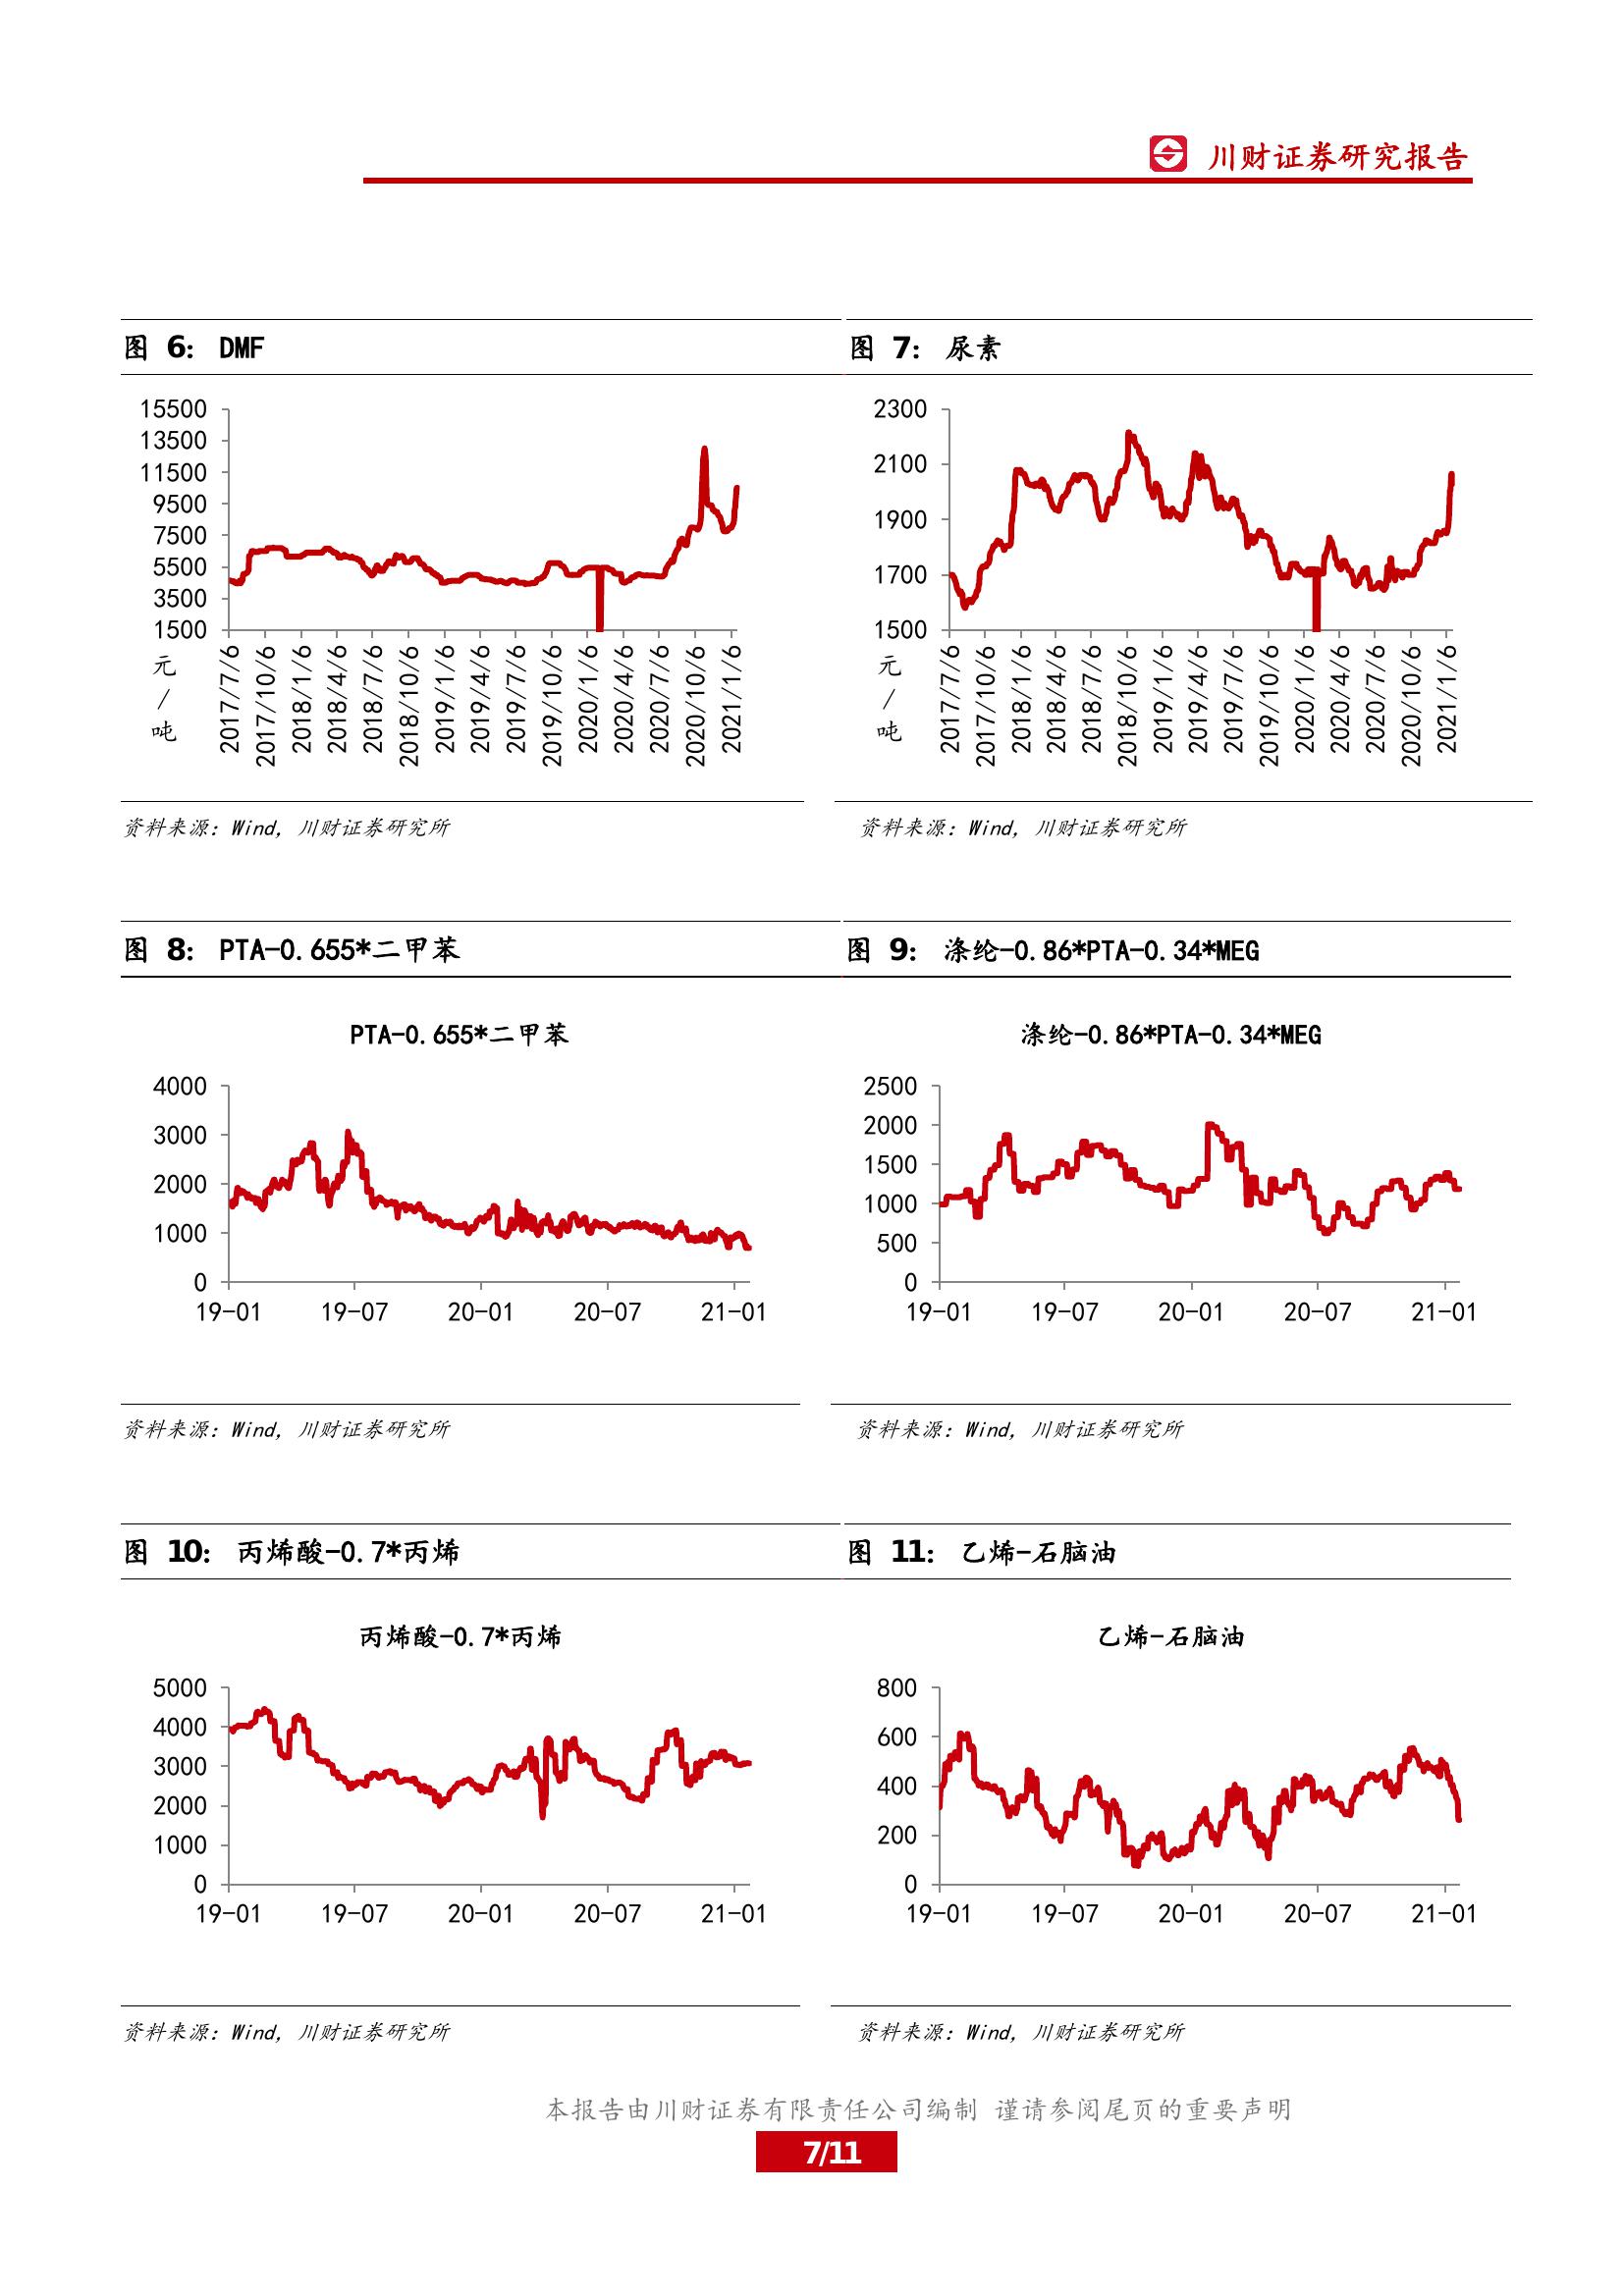 川财证券研究报告
图 6： DMF
15500
13500
11500
9500
7500
5500
3500
1500
元/吨
2017/7/6
2017/10/6
2018/1/6
2018/4/6
2018/7/6
2018/10/6
2019/1/6
2019/4/6
2019/7/6
2019/10/6
2020/1/6
2020/4/6
2020/7/6
2020/10/6
2021/1/6
资料来源：Wind，川财证券研究所
图 7： 尿素
2300
2100
1900
1700
1500
元/吨
2017/7/6
2017/10/6
2018/1/6
2018/4/6
2018/7/6
2018/10/6
2019/1/6
2019/4/6
2019/7/6
2019/10/6
2020/1/6
2020/4/6
2020/7/6
2020/10/6
2021/1/6
资料来源：Wind，川财证券研究所
图 8： PTA-0.655*二甲苯
PTA-0.655*二甲苯
4000
3000
2000
1000
0
19-01 19-07 20-01 20-07 21-01
资料来源：Wind，川财证券研究所
图 9： 涤纶-0.86*PTA-0.34*MEG
涤纶-0.86*PTA-0.34*MEG
2500
2000
1500
1000
500
0
19-01 19-07 20-01 20-07 21-01
资料来源：Wind，川财证券研究所
图 10： 丙烯酸-0.7*丙烯
丙烯酸-0.7*丙烯
5000
4000
3000
2000
1000
0
19-01 19-07 20-01 20-07 21-01
资料来源：Wind，川财证券研究所
图 11： 乙烯-石脑油
乙烯-石脑油
800
600
400
200
0
19-01 19-07 20-01 20-07 21-01
资料来源：Wind，川财证券研究所
本报告由川财证券有限责任公司编制 谨请参阅尾页的重要声明
7/11